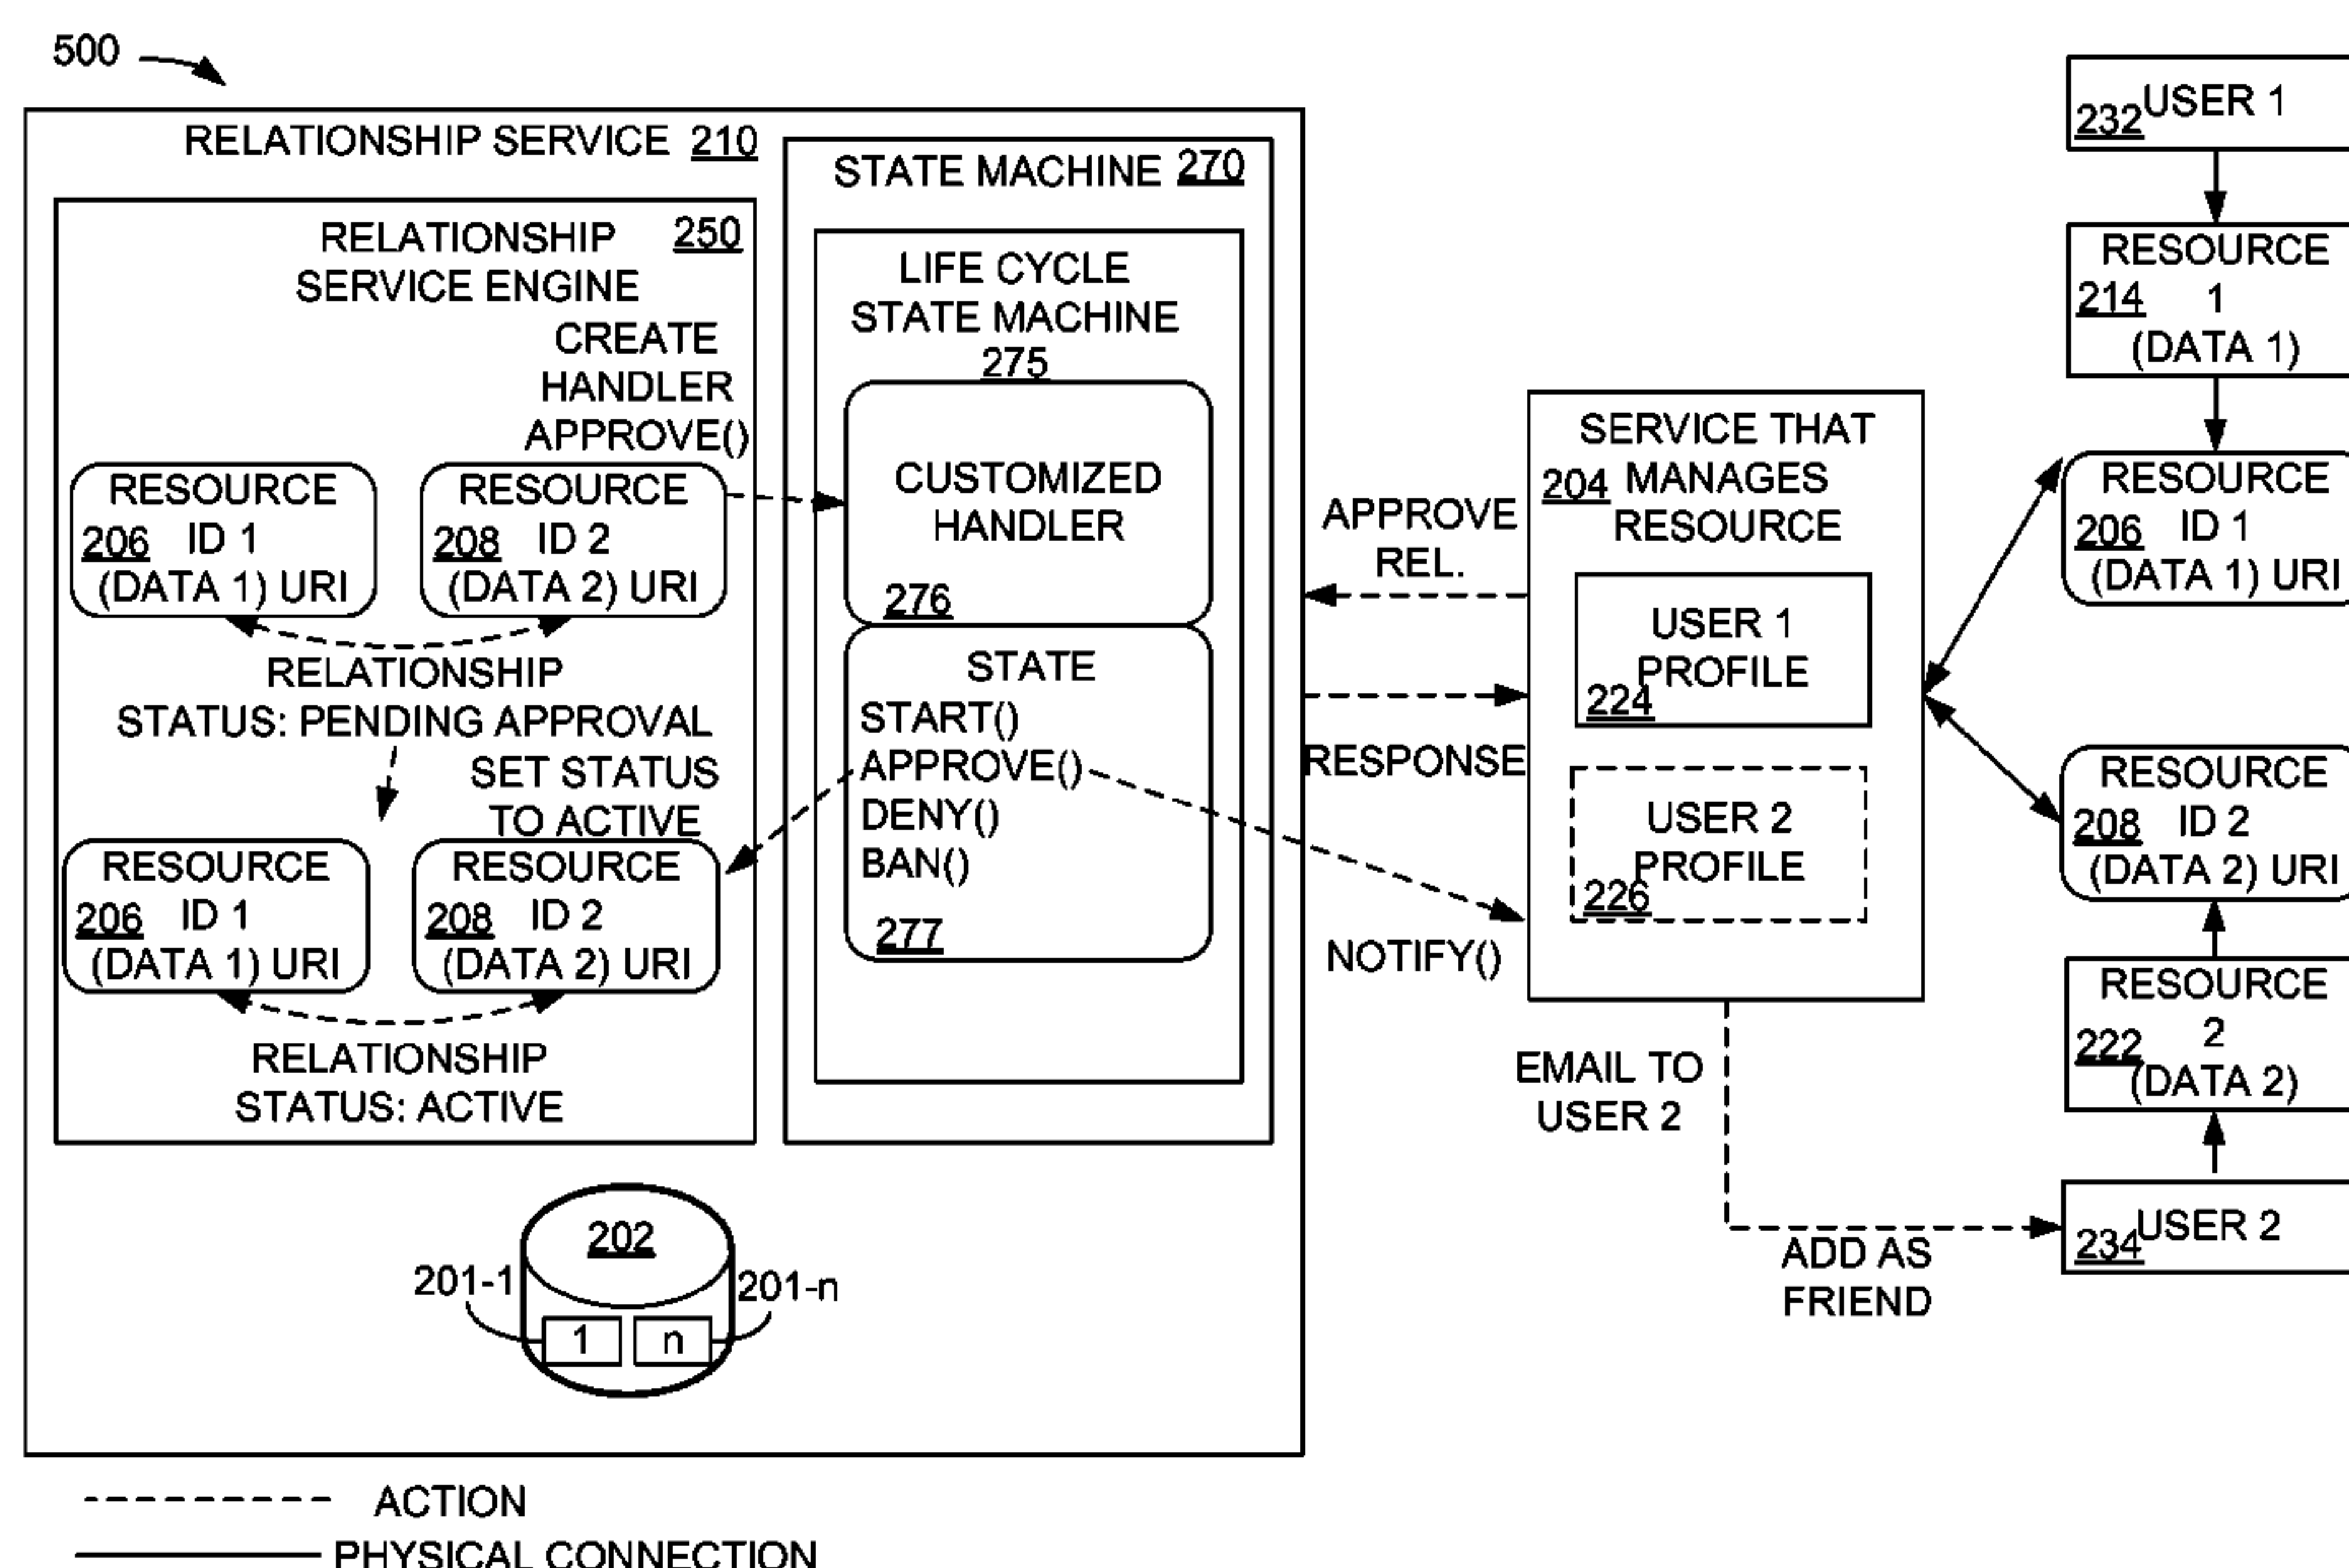 500
RELATIONSHIP SERVICE 210
RELATIONSHIP 250
SERVICE ENGINE
CREATE
HANDLER
APPROVE()
RESOURCE
206 ID 1
(DATA 1) URI
RESOURCE
208 ID 2
(DATA 2) URI
RELATIONSHIP
STATUS: PENDING APPROVAL
SET STATUS
TO ACTIVE
RESOURCE
206 ID 1
(DATA 1) URI
RESOURCE
208 ID 2
(DATA 2) URI
RELATIONSHIP
STATUS: ACTIVE
STATE MACHINE 270
LIFE CYCLE
STATE MACHINE
275
CUSTOMIZED
HANDLER
276
STATE
START()
APPROVE()
DENY()
BAN()
277
202
201-1
201-n
1
n
APPROVE
REL.
RESPONSE
NOTIFY()
SERVICE THAT
204 MANAGES
RESOURCE
USER 1
PROFILE
224
USER 2
PROFILE
226
EMAIL TO
USER 2
ADD AS
FRIEND
232 USER 1
RESOURCE
214 1
(DATA 1)
RESOURCE
206 ID 1
(DATA 1) URI
RESOURCE
208 ID 2
(DATA 2) URI
RESOURCE
222 2
(DATA 2)
234 USER 2
ACTION
PHYSICAL CONNECTION